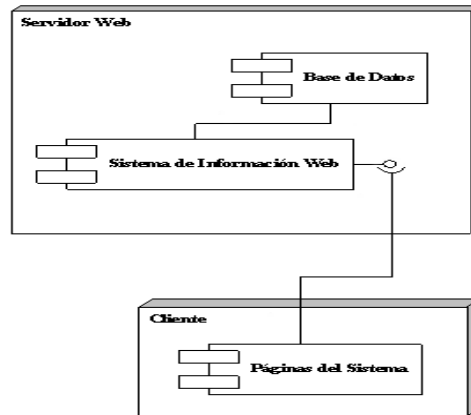 Servidor Web
Base de Datos
Sistema de Información Web
Cliente
Páginas del Sistema